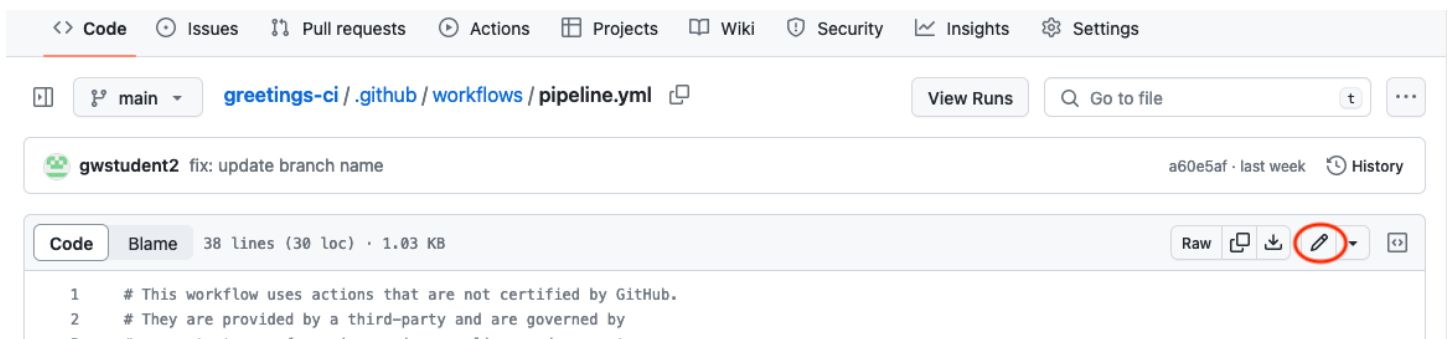 <> Code Issues Pull requests Actions Projects Wiki Security Insights Settings
main greetings-ci / .github / workflows / pipeline.yml View Runs Go to file t ...
gwstudent2 fix: update branch name a60e5af · last week History
Code Blame 38 lines (30 loc) · 1.03 KB Raw
1 # This workflow uses actions that are not certified by GitHub.
2 # They are provided by a third-party and are governed by